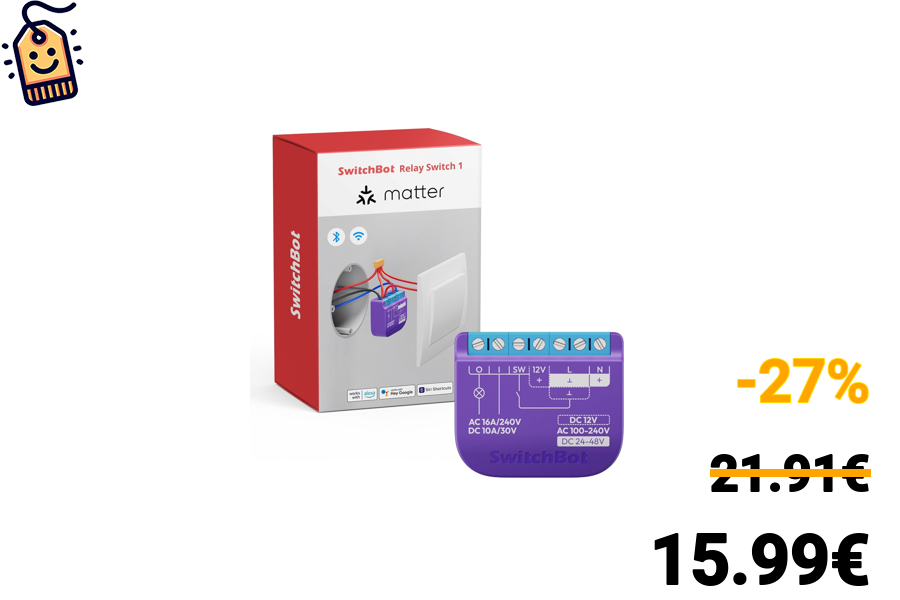 SwitchBot Relay Switch 1
matter
SwitchBot
works with alexa
Hey Google
Siri Shortcuts
O I SW 12V L N
+ ⊥ +
⊥
AC 16A/240V
DC 10A/30V
DC 12V
AC 100-240V
DC 24-48V
SwitchBot
-27%
21.91€
15.99€